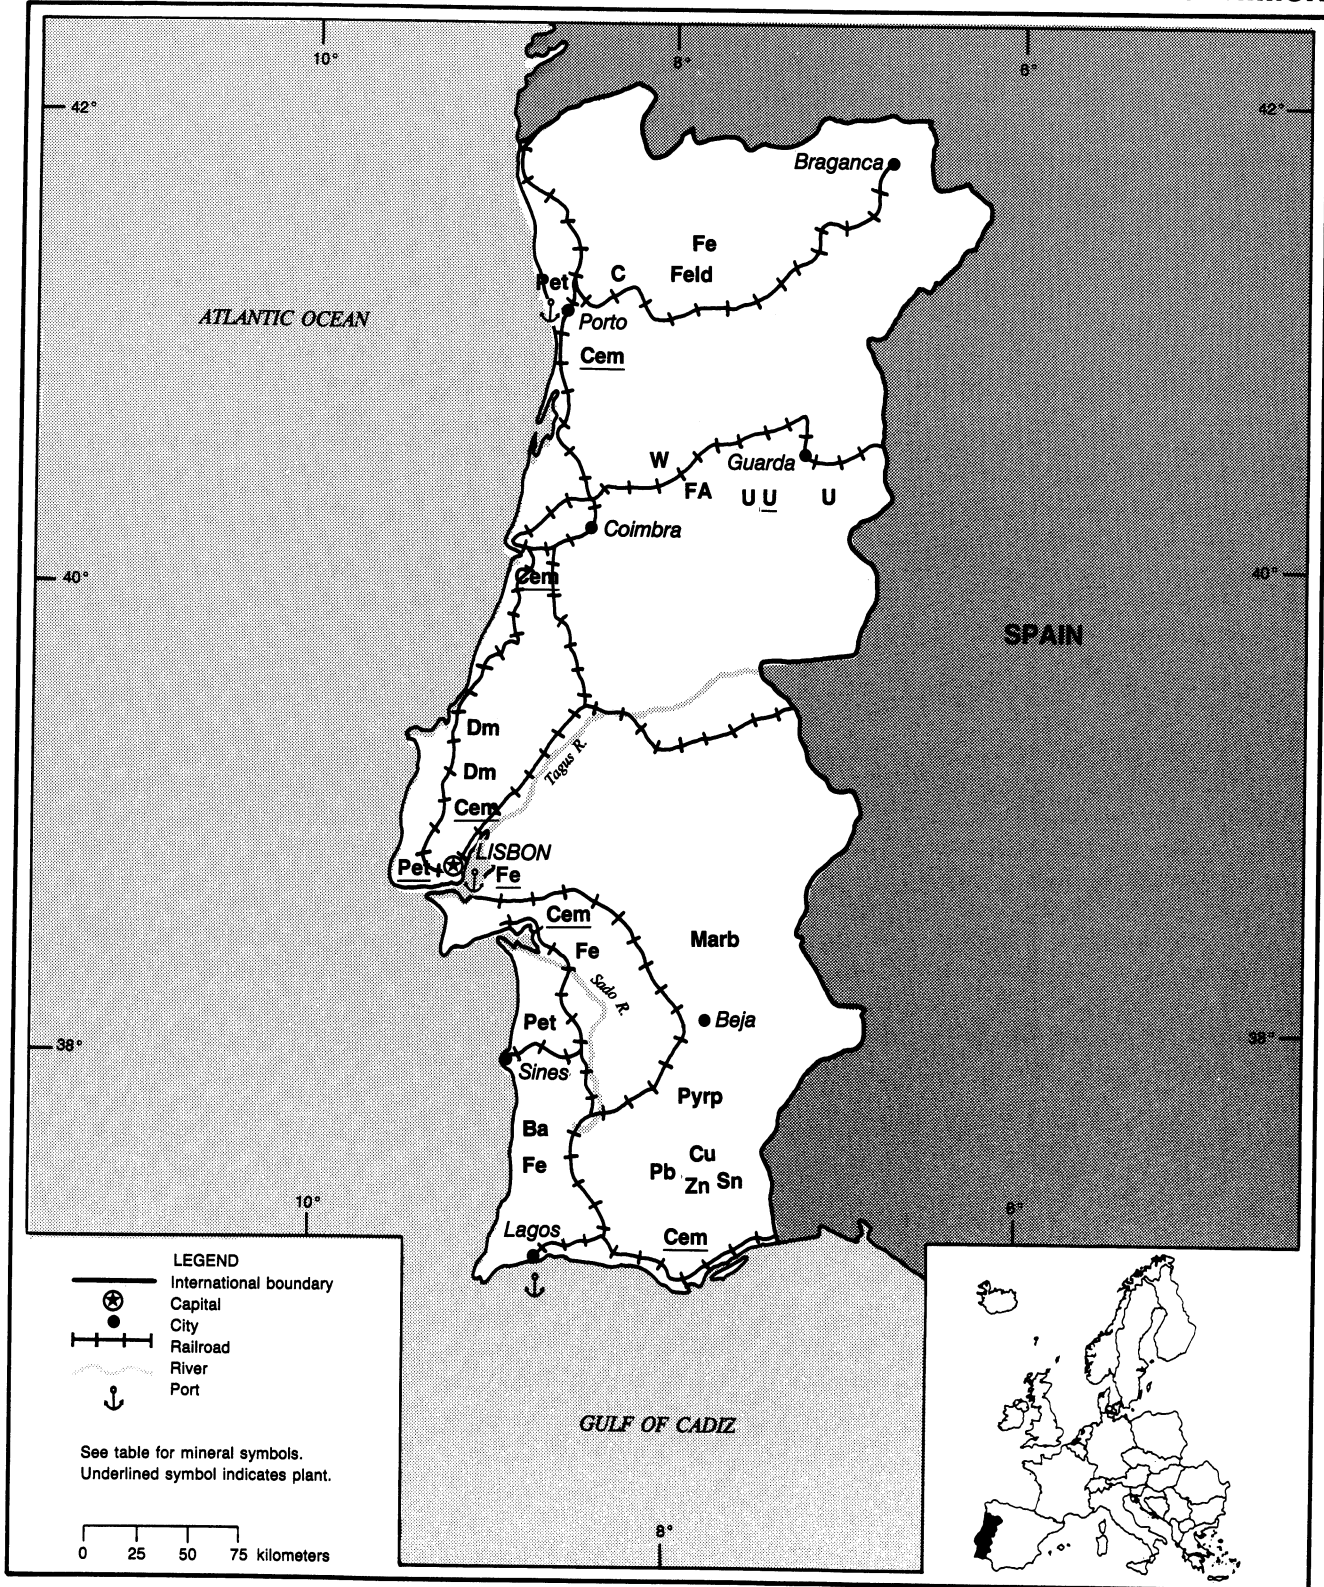 10°
8°
6°
42°
42°
Braganca
Fe
Pet
C
Feld
ATLANTIC OCEAN
Porto
Cem
W
Guarda
FA
U
U
U
Coimbra
40°
Cem
40°
SPAIN
Dm
Tagus R.
Dm
Cem
LISBON
Pet
Fe
Cem
Marb
Fe
Sado R.
Pet
Beja
38°
38°
Sines
Pyrp
Ba
Cu
Fe
Pb
Zn
Sn
10°
6°
Lagos
Cem
LEGEND
International boundary
Capital
City
Railroad
River
Port
GULF OF CADIZ
See table for mineral symbols.
Underlined symbol indicates plant.
8°
0 25 50 75 kilometers